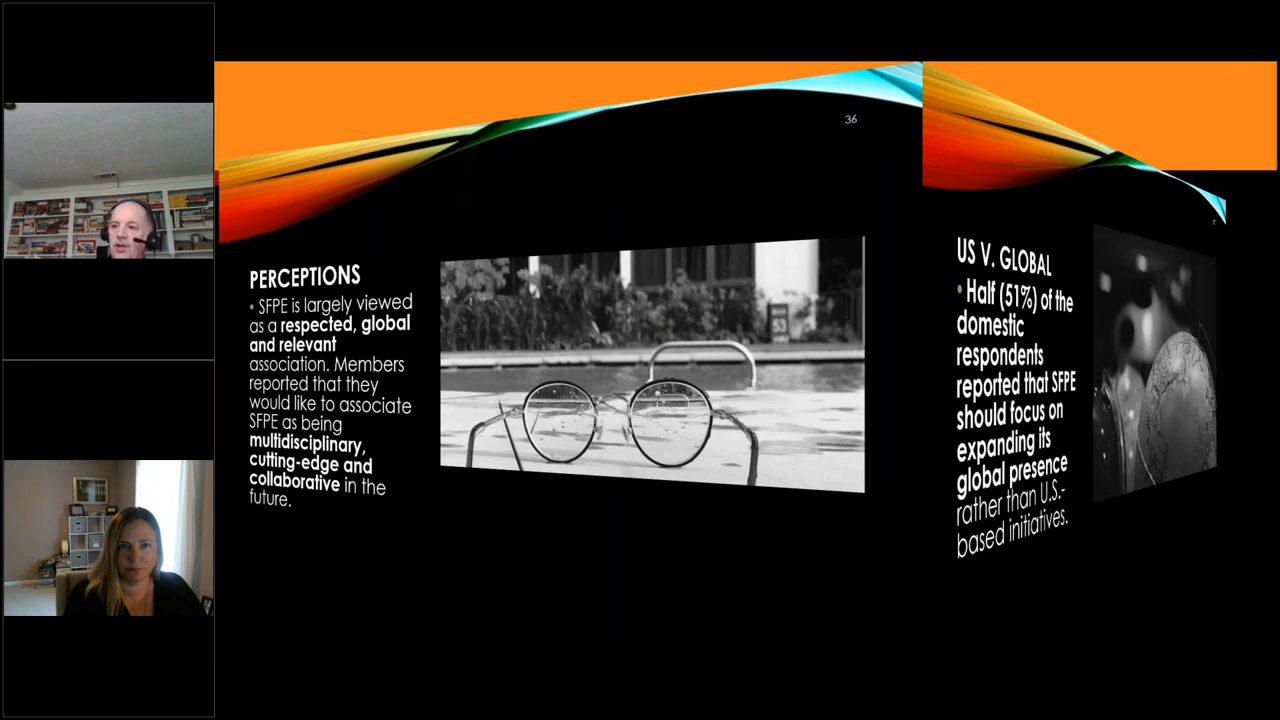 36
PERCEPTIONS
• SFPE is largely viewed
as a respected, global
and relevant
association. Members
reported that they
would like to associate
SFPE as being
multidisciplinary,
cutting-edge and
collaborative in the
future.
53
US V. GLOBAL
• Half (51%) of the
domestic
respondents
reported that SFPE
should focus on
expanding its
global presence
rather than U.S.-
based initiatives.